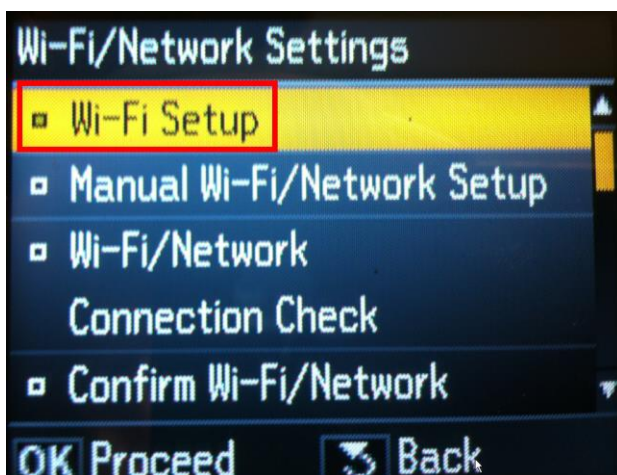 Wi-Fi/Network Settings
Wi-Fi Setup
Manual Wi-Fi/Network Setup
Wi-Fi/Network
Connection Check
Confirm Wi-Fi/Network
OK Proceed Back